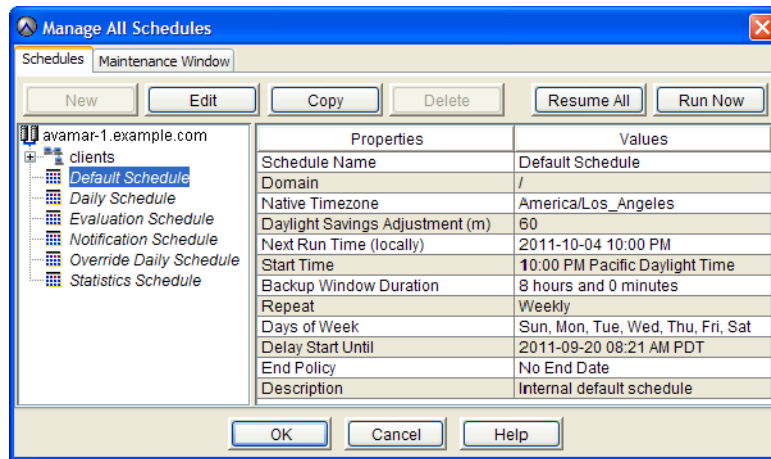 Manage All Schedules
Schedules Maintenance Window
New Edit Copy Delete Resume All Run Now
avamar-1.example.com
clients
Default Schedule
Daily Schedule
Evaluation Schedule
Notification Schedule
Override Daily Schedule
Statistics Schedule
Properties Values
Schedule Name Default Schedule
Domain /
Native Timezone America/Los_Angeles
Daylight Savings Adjustment (m) 60
Next Run Time (locally) 2011-10-04 10:00 PM
Start Time 10:00 PM Pacific Daylight Time
Backup Window Duration 8 hours and 0 minutes
Repeat Weekly
Days of Week Sun, Mon, Tue, Wed, Thu, Fri, Sat
Delay Start Until 2011-09-20 08:21 AM PDT
End Policy No End Date
Description Internal default schedule
OK Cancel Help